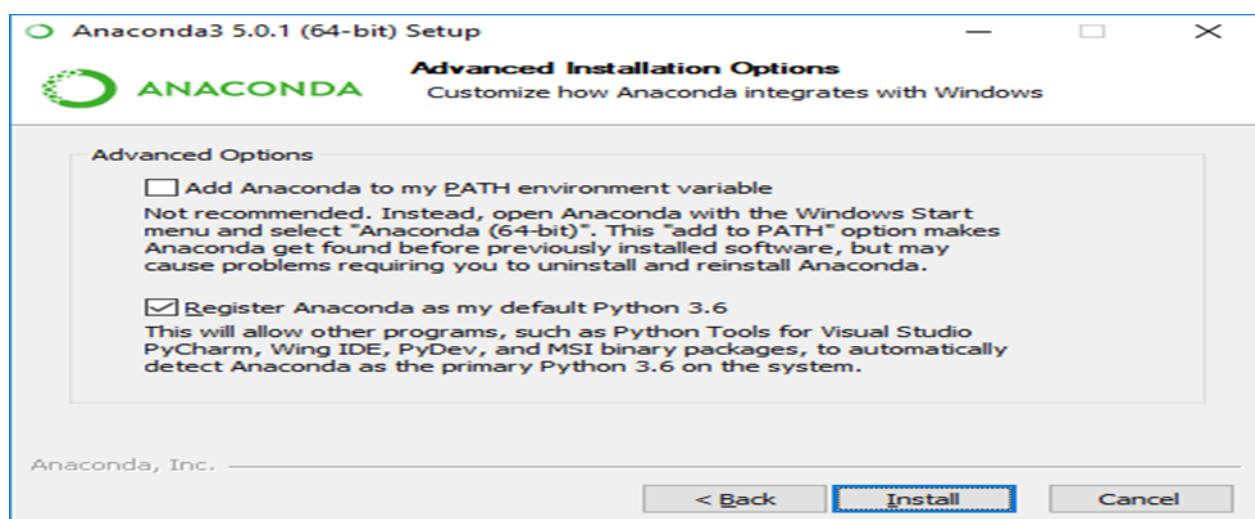 Anaconda3 5.0.1 (64-bit) Setup
ANACONDA
Advanced Installation Options
Customize how Anaconda integrates with Windows
Advanced Options
Add Anaconda to my PATH environment variable
Not recommended. Instead, open Anaconda with the Windows Start
menu and select "Anaconda (64-bit)". This "add to PATH" option makes
Anaconda get found before previously installed software, but may
cause problems requiring you to uninstall and reinstall Anaconda.
Register Anaconda as my default Python 3.6
This will allow other programs, such as Python Tools for Visual Studio
PyCharm, Wing IDE, PyDev, and MSI binary packages, to automatically
detect Anaconda as the primary Python 3.6 on the system.
Anaconda, Inc.
< Back
Install
Cancel